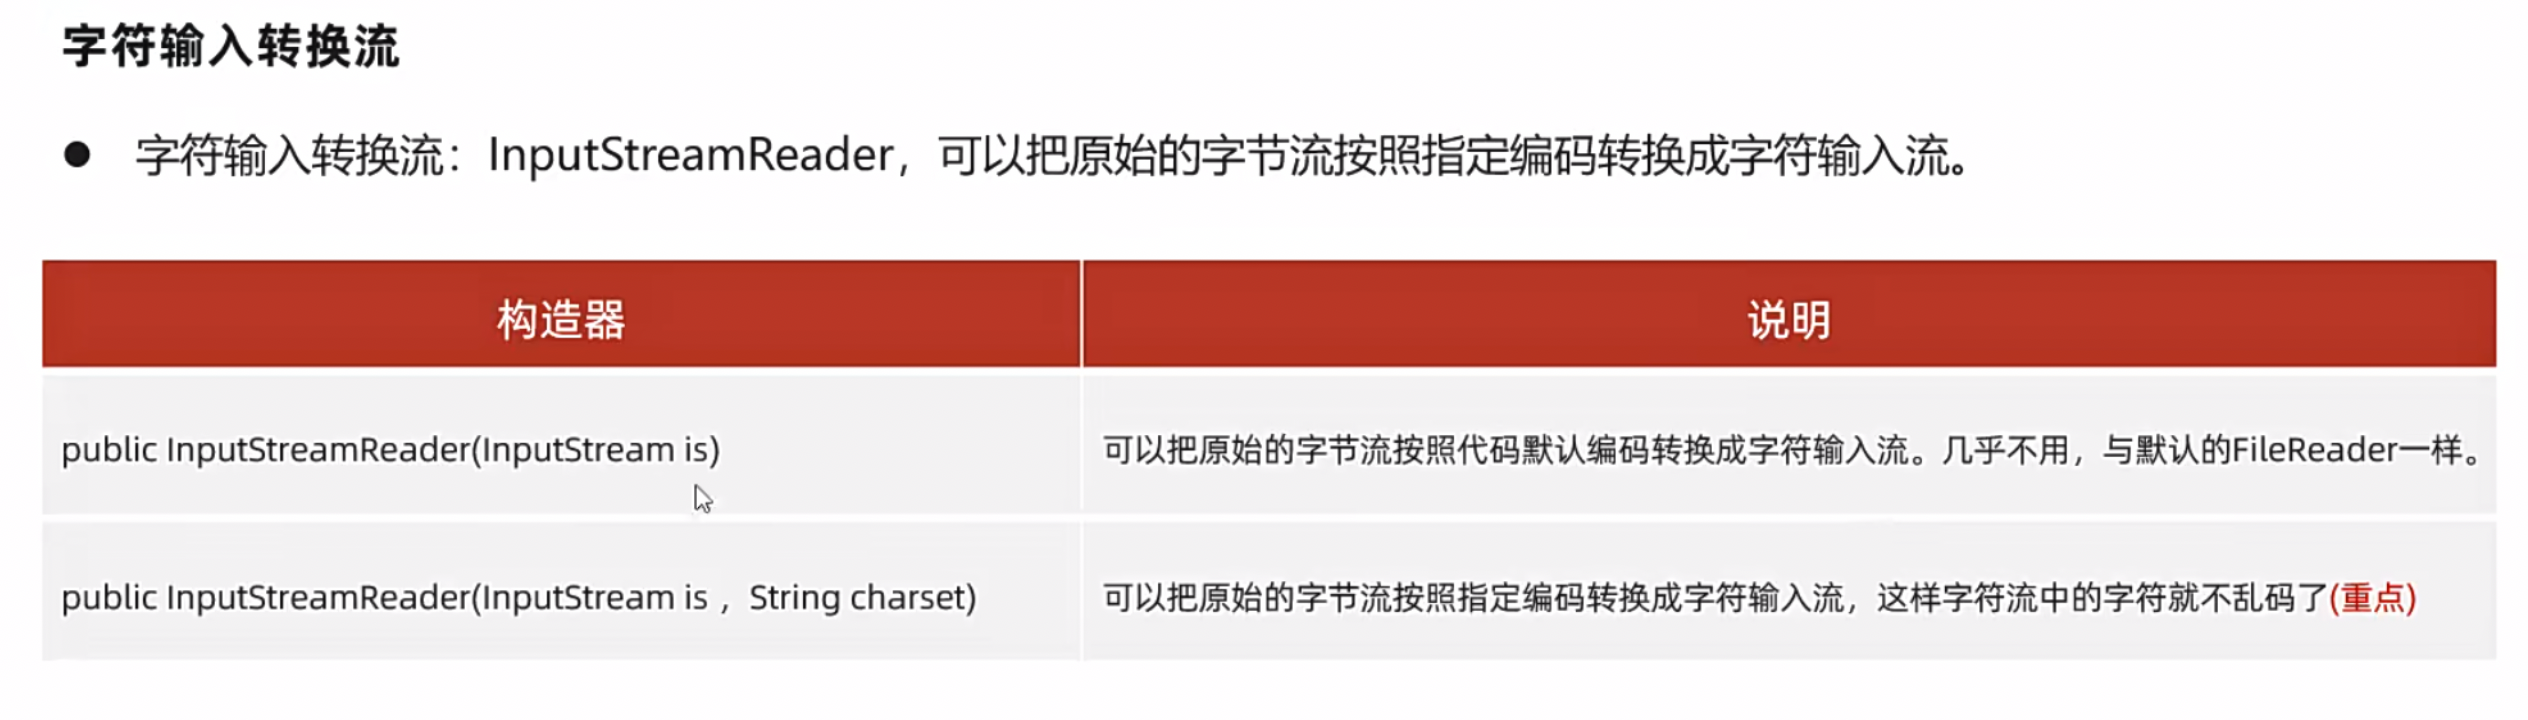 字符输入转换流
● 字符输入转换流：InputStreamReader，可以把原始的字节流按照指定编码转换成字符输入流。
构造器 说明
public InputStreamReader(InputStream is) 可以把原始的字节流按照代码默认编码转换成字符输入流。几乎不用，与默认的FileReader一样。
public InputStreamReader(InputStream is ，String charset) 可以把原始的字节流按照指定编码转换成字符输入流，这样字符流中的字符就不乱码了(重点)